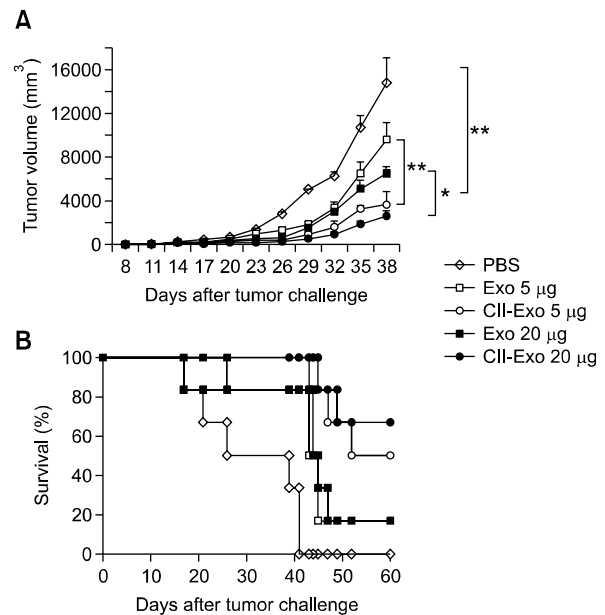 A
Tumor volume (mm³)
16000
12000
8000
4000
0
8 11 14 17 20 23 26 29 32 35 38
Days after tumor challenge
**
**
*
PBS
Exo 5 μg
CII-Exo 5 μg
Exo 20 μg
CII-Exo 20 μg
B
Survival (%)
100
80
60
40
20
0
0 10 20 30 40 50 60
Days after tumor challenge